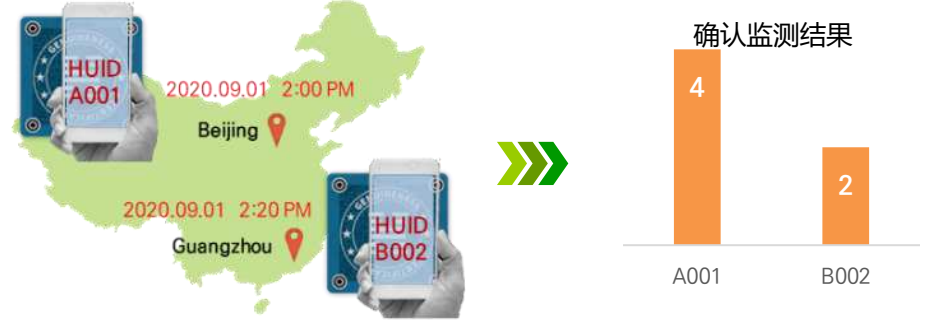 HUID
A001
2020.09.01 2:00 PM
Beijing
2020.09.01 2:20 PM
Guangzhou
HUID
B002
确认监测结果
4
2
A001
B002